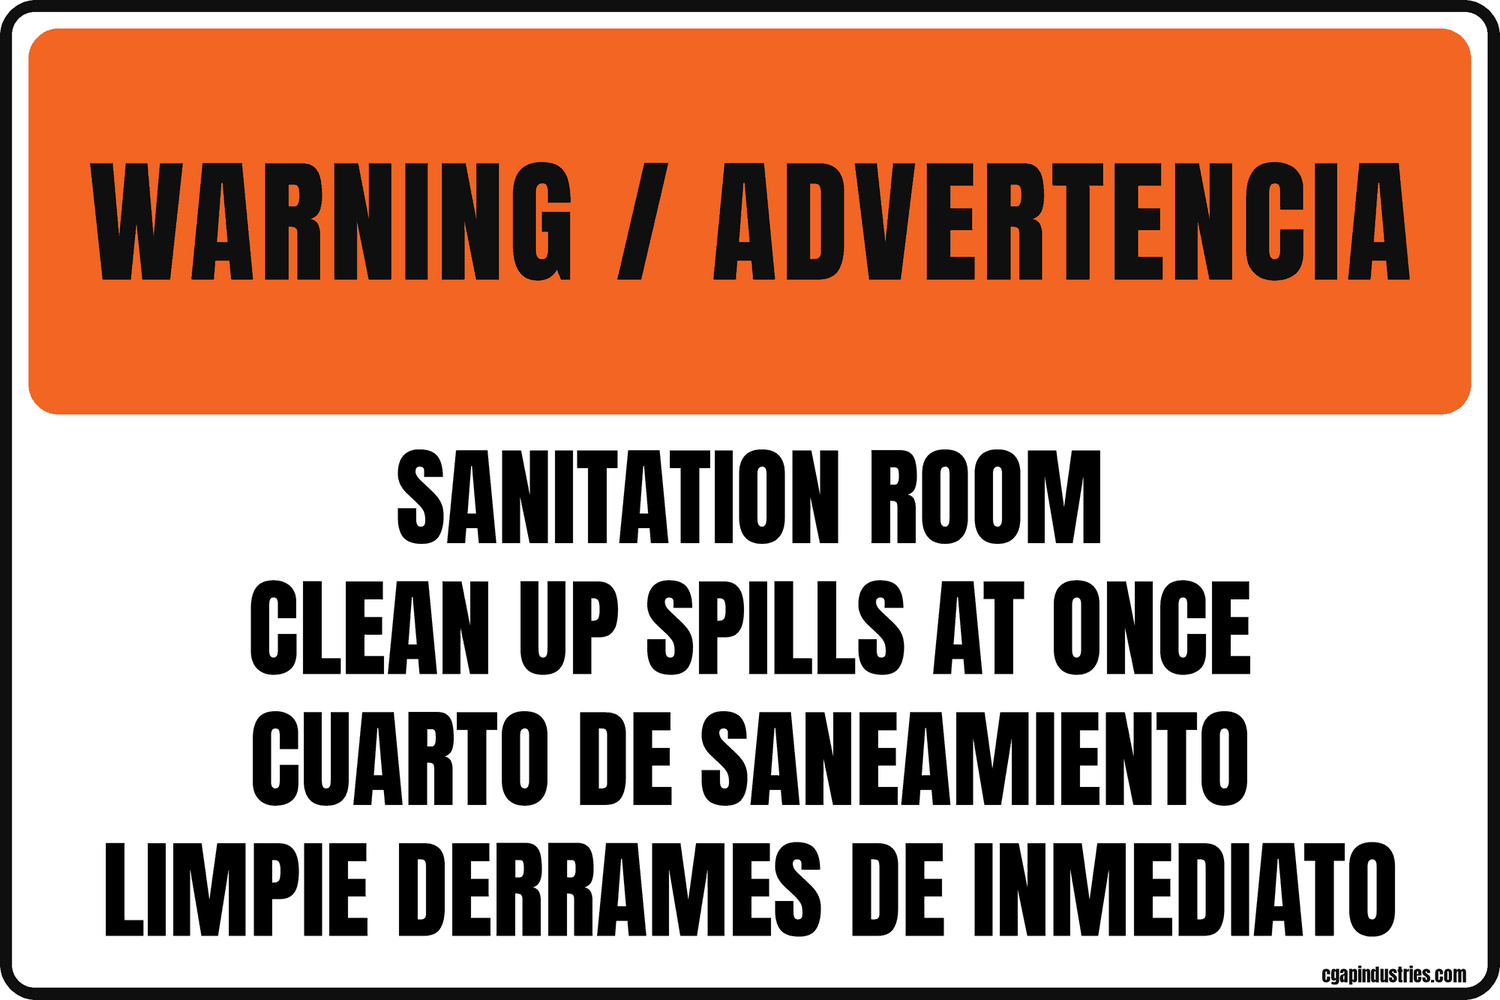 WARNING / ADVERTENCIA
SANITATION ROOM
CLEAN UP SPILLS AT ONCE
CUARTO DE SANEAMIENTO
LIMPIE DERRAMES DE INMEDIATO
cgapindustries.com